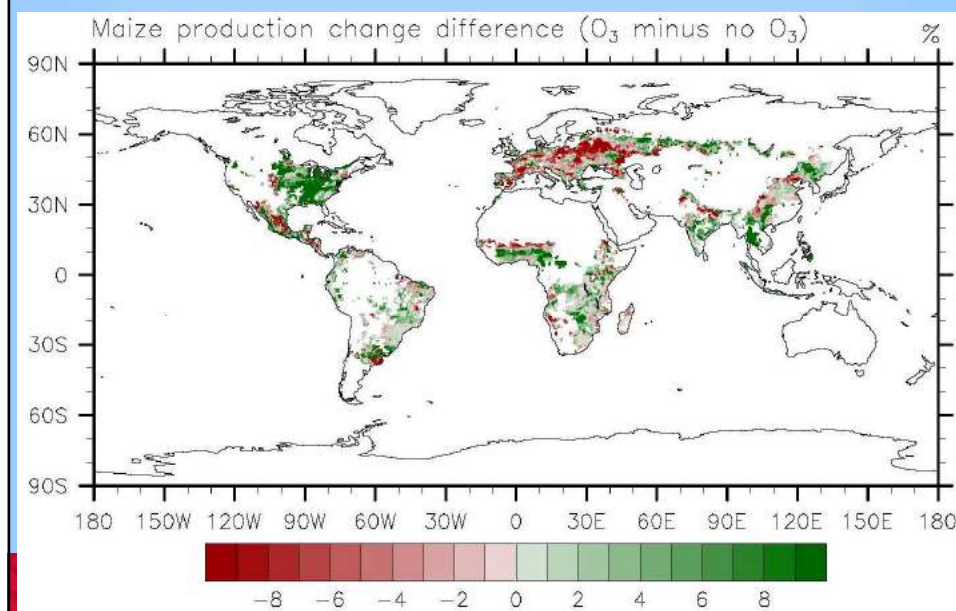 Maize production change difference (O₃ minus no O₃) %
90N
60N
30N
0
30S
60S
90S
180 150W 120W 90W 60W 30W 0 30E 60E 90E 120E 150E 180
-8 -6 -4 -2 0 2 4 6 8